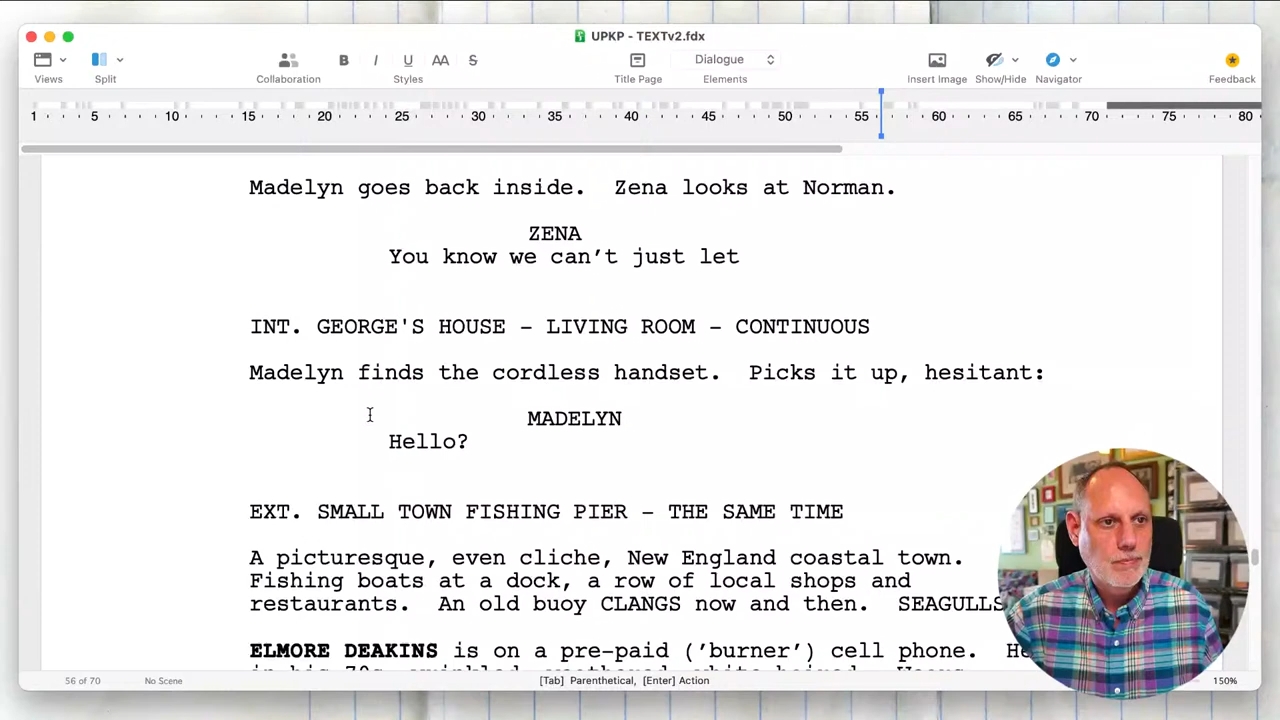 UPKP - TEXTv2.fdx
B I U AA S Dialogue
Views Split Collaboration Styles Title Page Elements Insert Image Show/Hide Navigator Feedback
1 5 10 15 20 25 30 35 40 45 50 55 60 65 70 75 80
Madelyn goes back inside. Zena looks at Norman.
ZENA
You know we can’t just let
INT. GEORGE'S HOUSE - LIVING ROOM - CONTINUOUS
Madelyn finds the cordless handset. Picks it up, hesitant:
MADELYN
Hello?
EXT. SMALL TOWN FISHING PIER - THE SAME TIME
A picturesque, even cliche, New England coastal town.
Fishing boats at a dock, a row of local shops and
restaurants. An old buoy CLANGS now and then. SEAGULLS
ELMORE DEAKINS is on a pre-paid (’burner’) cell phone.
56 of 70 No Scene [Tab] Parenthetical, [Enter] Action 150%